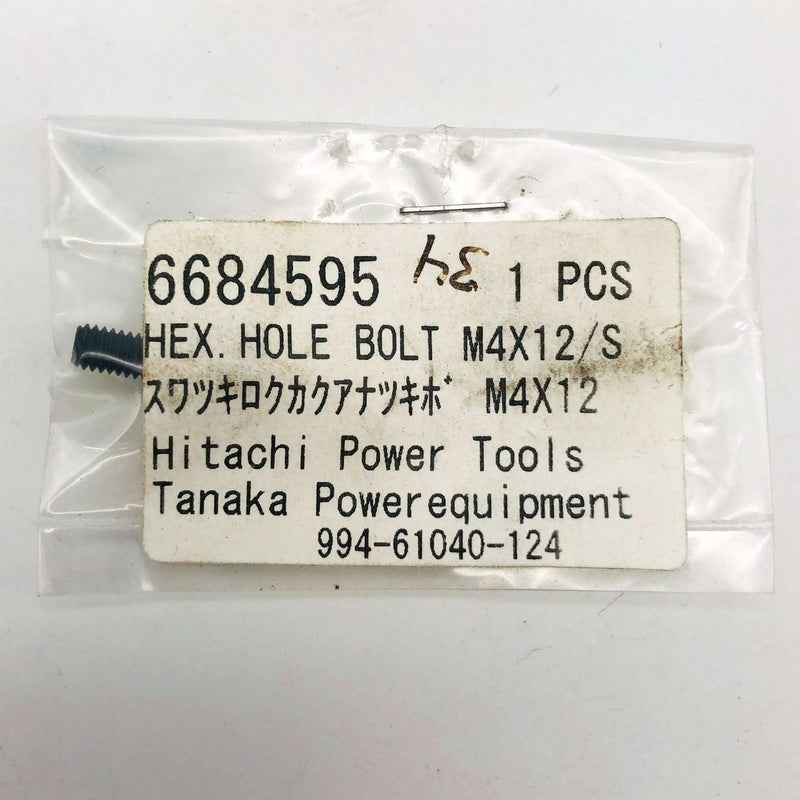 6684595 34 1 PCS
HEX. HOLE BOLT M4X12/S
スワツキロクカクアナツキボ M4X12
Hitachi Power Tools
Tanaka Powerequipment
994-61040-124